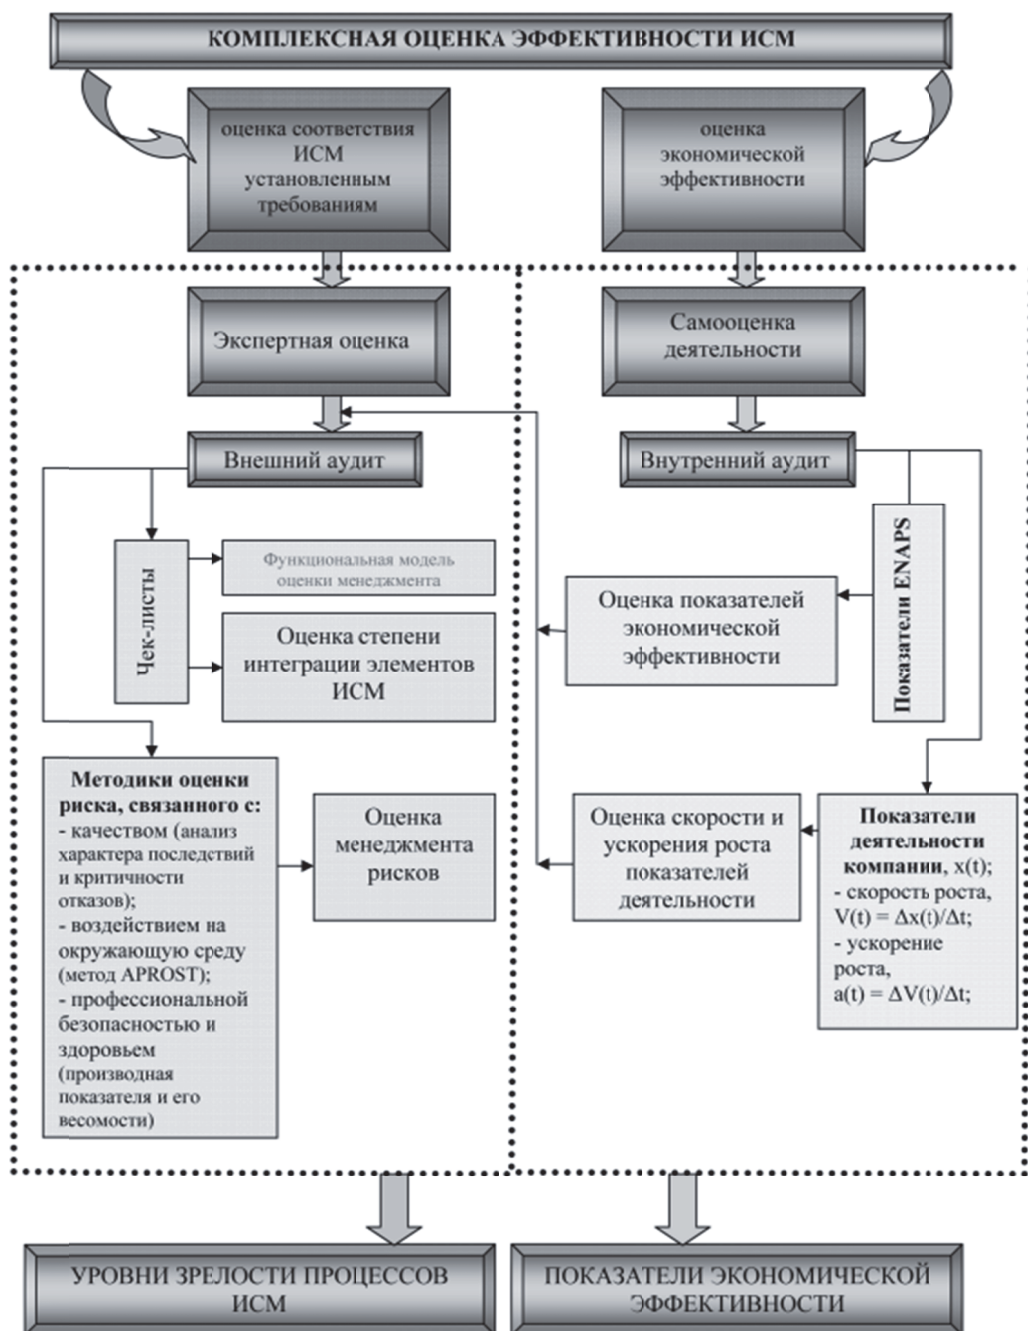 КОМПЛЕКСНАЯ ОЦЕНКА ЭФФЕКТИВНОСТИ ИСМ
оценка соответствия
ИСМ
установленным
требованиям
оценка
экономической
эффективности
Экспертная оценка
Самооценка
деятельности
Внешний аудит
Внутренний аудит
Чек-листы
Функциональная модель
оценки менеджмента
Оценка степени
интеграции элементов
ИСМ
Показатели ENAPS
Оценка показателей
экономической
эффективности
Методики оценки
риска, связанного с:
- качеством (анализ
характера последствий
и критичности
отказов);
- воздействием на
окружающую среду
(метод APROST);
- профессиональной
безопасностью и
здоровьем
(производная
показателя и его
весомости)
Оценка
менеджмента
рисков
Оценка скорости и
ускорения роста
показателей
деятельности
Показатели
деятельности
компании, x(t);
- скорость роста,
V(t) = Δx(t)/Δt;
- ускорение
роста,
a(t) = ΔV(t)/Δt;
УРОВНИ ЗРЕЛОСТИ ПРОЦЕССОВ
ИСМ
ПОКАЗАТЕЛИ ЭКОНОМИЧЕСКОЙ
ЭФФЕКТИВНОСТИ